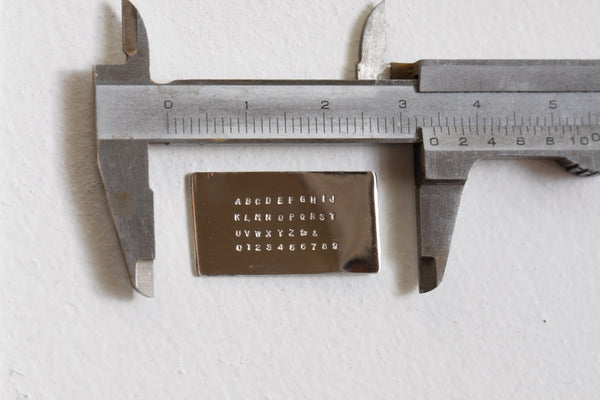 0 1 2 3 4 5
0 2 4 6 8 10
ABCDEFGHIJ
KLMNOPQRST
UVWXYZ&
0123456789